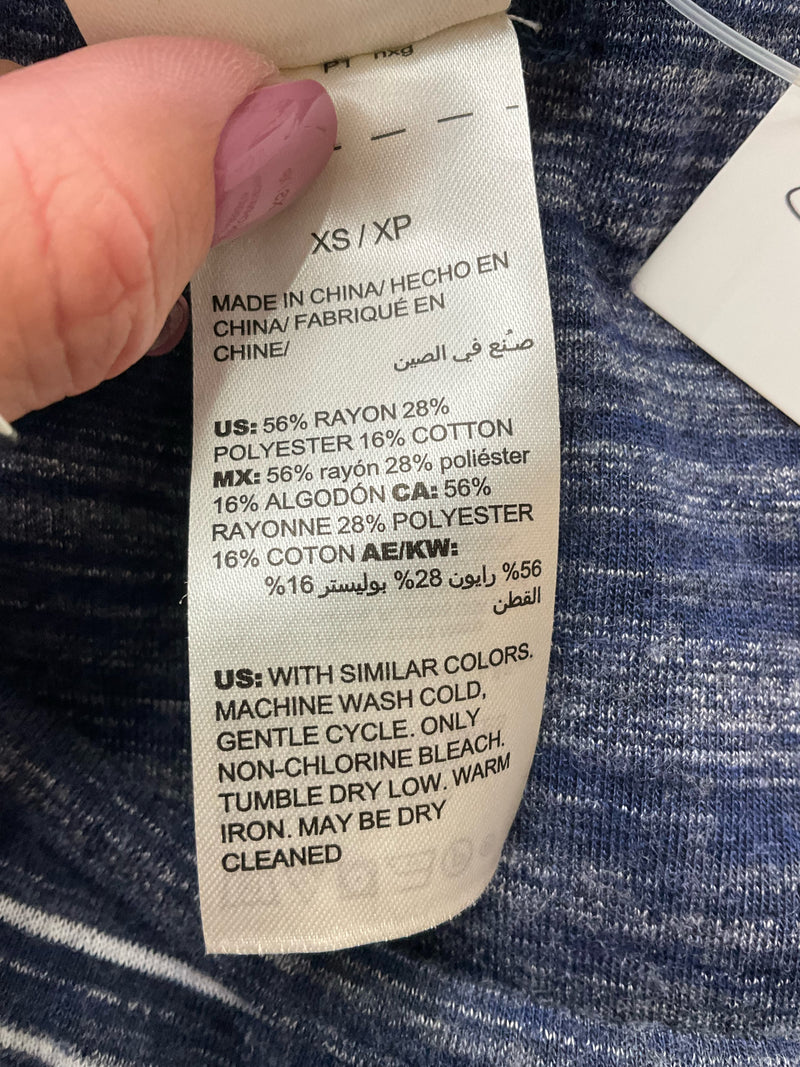 XS / XP
MADE IN CHINA/ HECHO EN
CHINA/ FABRIQUÉ EN
CHINE/
صُنع في الصين
US: 56% RAYON 28%
POLYESTER 16% COTTON
MX: 56% rayón 28% poliéster
16% ALGODÓN CA: 56%
RAYONNE 28% POLYESTER
16% COTON AE/KW:
%56 رايون %28 بوليستر %16
القطن
US: WITH SIMILAR COLORS.
MACHINE WASH COLD,
GENTLE CYCLE. ONLY
NON-CHLORINE BLEACH.
TUMBLE DRY LOW. WARM
IRON. MAY BE DRY
CLEANED